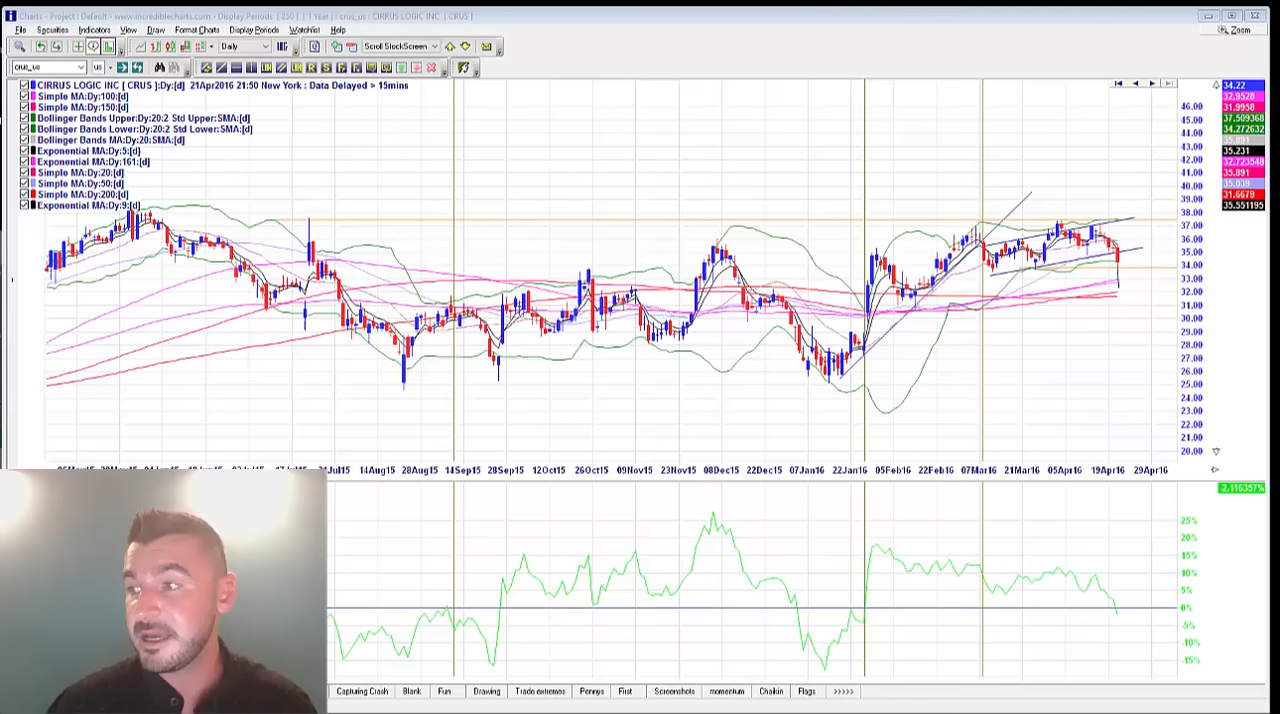 Charts - Project : Default - www.incrediblecharts.com - Display Periods [ 250 ] [ 1 Year ] : crus_us : CIRRUS LOGIC INC [ CRUS ]
File Securities Indicators View Draw Format Charts Display Periods Watchlist Help
Zoom
Daily Scroll StockScreen
crus_us us
CIRRUS LOGIC INC [ CRUS ]:Dy:[d] 21Apr2016 21:50 New York : Data Delayed > 15mins
Simple MA:Dy:100:[d]
Simple MA:Dy:150:[d]
Bollinger Bands Upper:Dy:20:2 Std Upper:SMA:[d]
Bollinger Bands Lower:Dy:20:2 Std Lower:SMA:[d]
Bollinger Bands MA:Dy:20:SMA:[d]
Exponential MA:Dy:5:[d]
Exponential MA:Dy:161:[d]
Simple MA:Dy:20:[d]
Simple MA:Dy:50:[d]
Simple MA:Dy:200:[d]
Exponential MA:Dy:9:[d]
34.22
32.9528
31.9958
37.509368
34.272632
35.891
35.231
32.723548
35.891
35.039
31.6679
35.551195
46.00
45.00
44.00
43.00
42.00
41.00
40.00
39.00
38.00
37.00
36.00
35.00
34.00
33.00
32.00
31.00
30.00
29.00
28.00
27.00
26.00
25.00
24.00
23.00
22.00
21.00
20.00
31Jul15 14Aug15 28Aug15 14Sep15 28Sep15 12Oct15 26Oct15 09Nov15 23Nov15 08Dec15 22Dec15 07Jan16 22Jan16 05Feb16 22Feb16 07Mar16 21Mar16 05Apr16 19Apr16 29Apr16
2.116357%
25%
20%
15%
10%
5%
0%
-5%
-10%
-15%
Capturing Crash Blank Fun Drawing Trade extremes Pennys First Screenshots momentum Chaikin Flags >>>>>